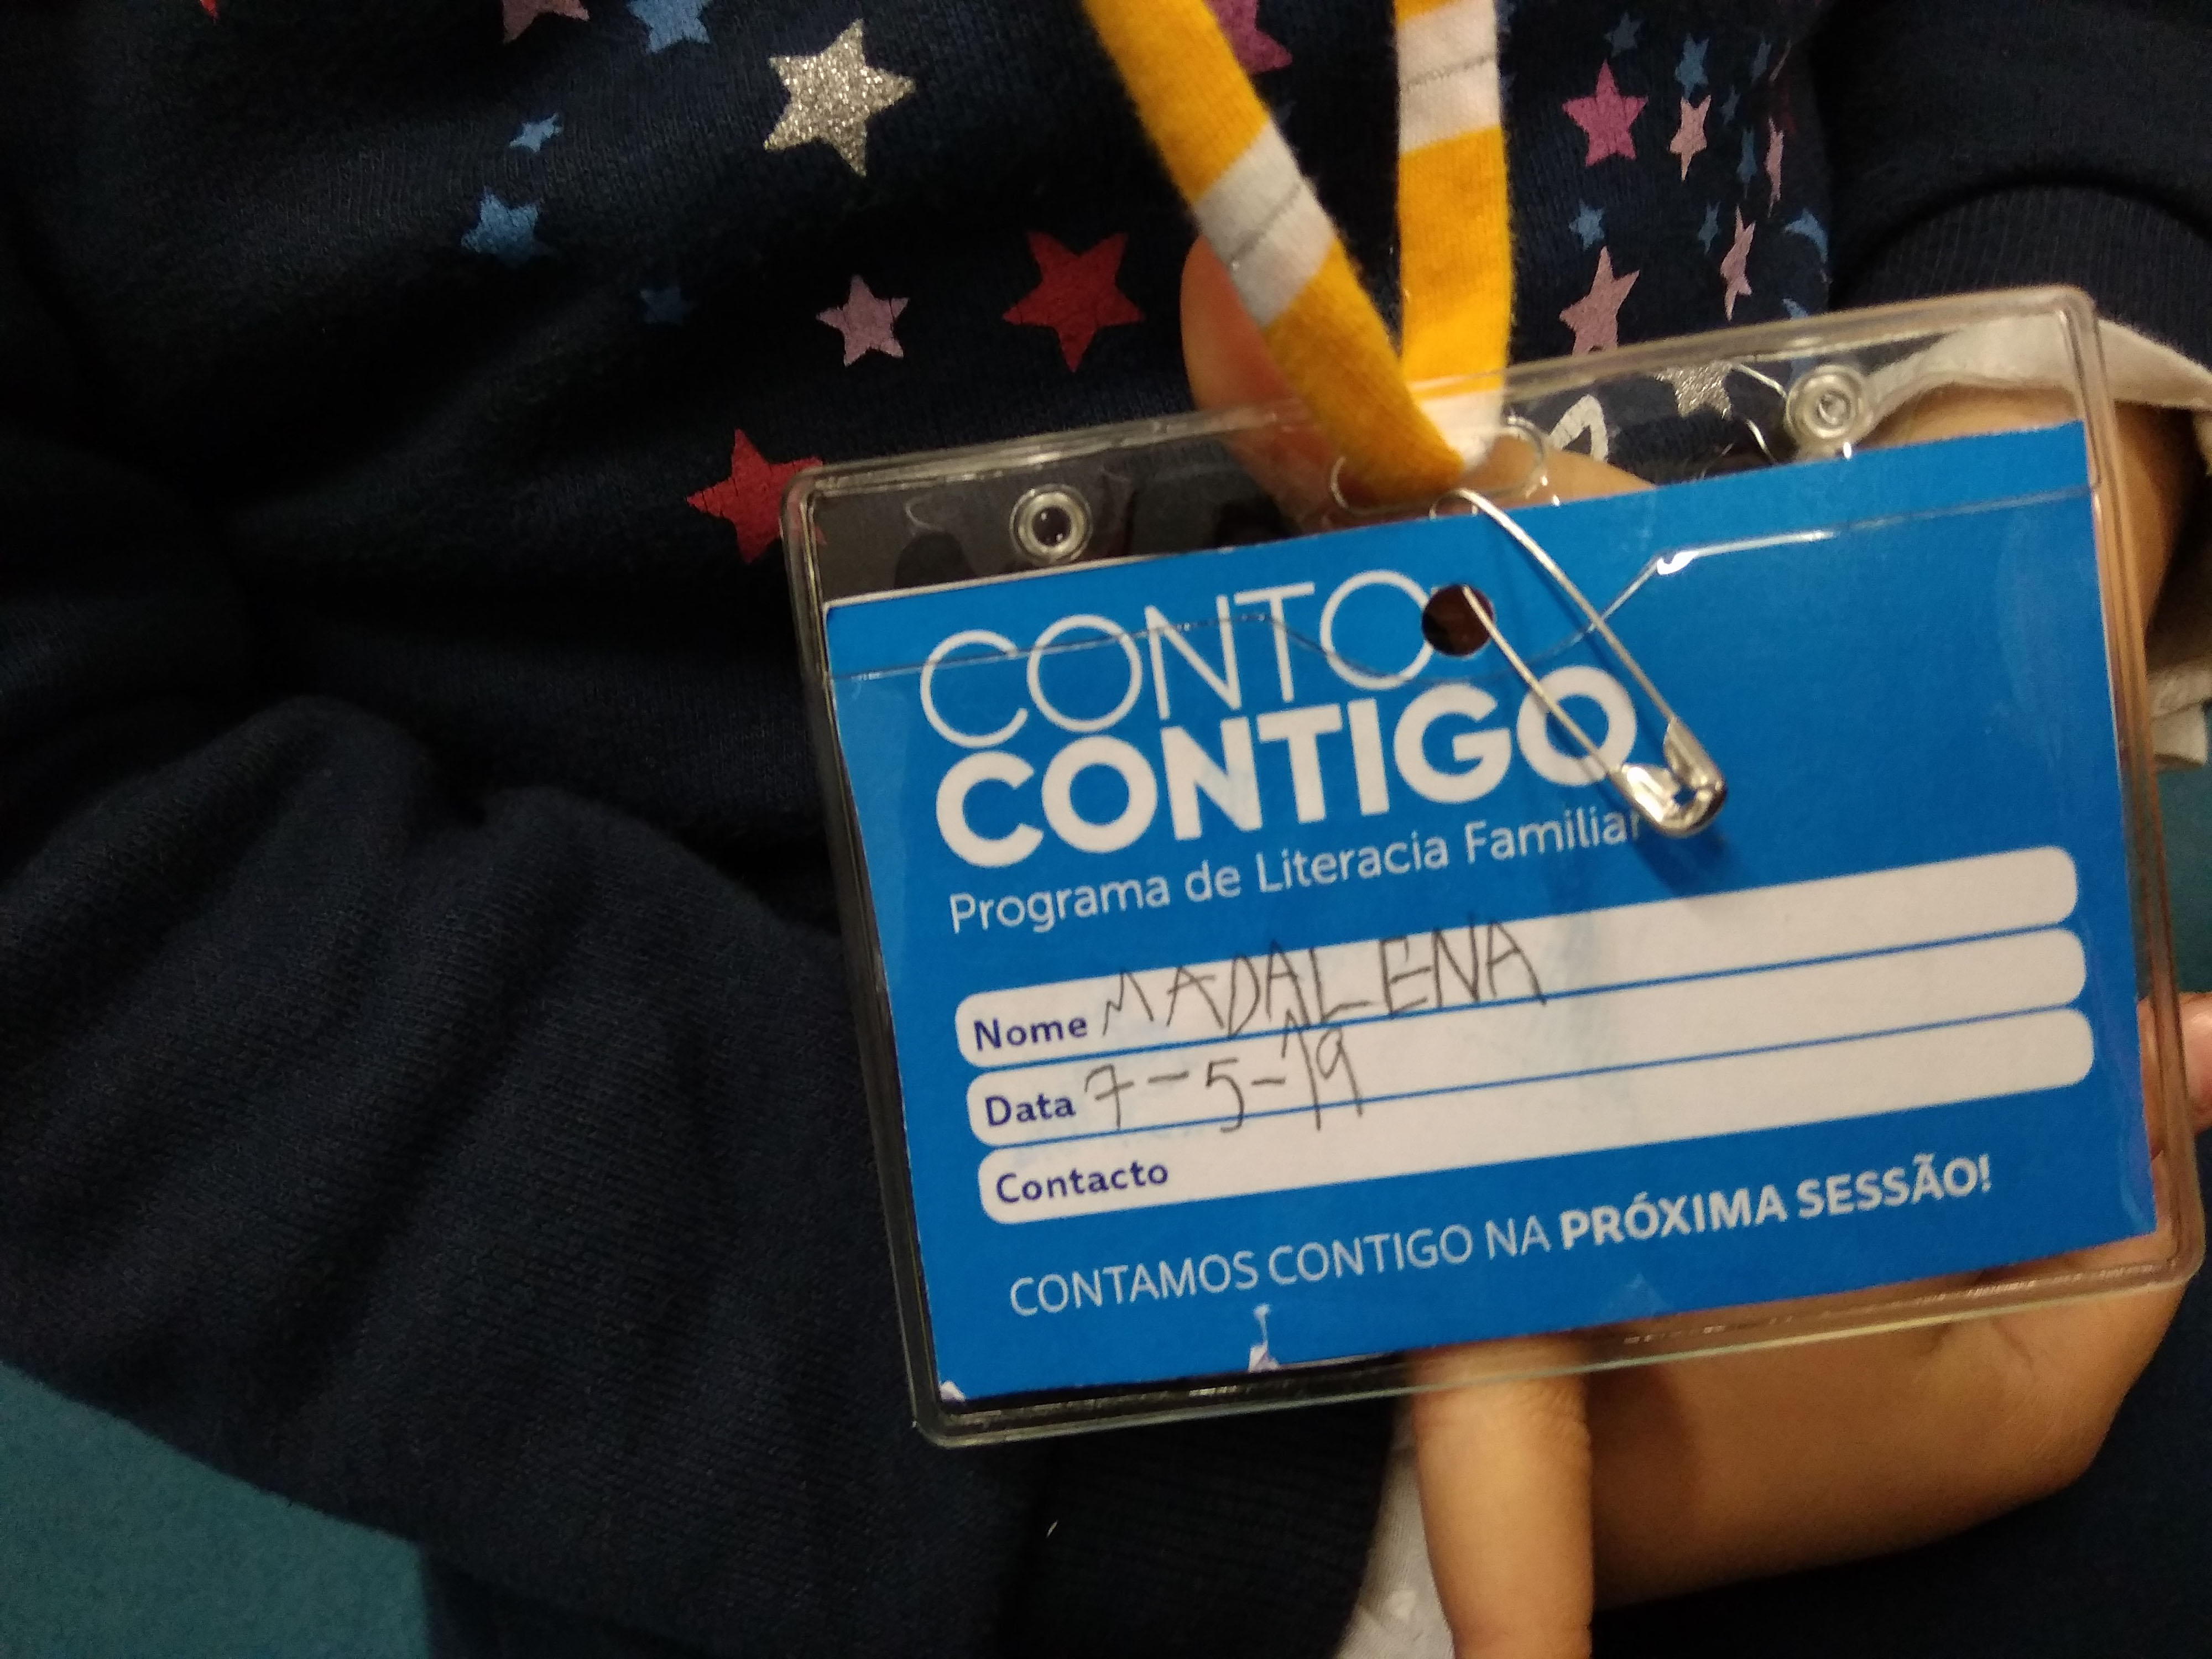 CONTO
CONTIGO
Programa de Literacia Familiar
Nome MADALENA
Data 7-5-19
Contacto
CONTAMOS CONTIGO NA PRÓXIMA SESSÃO!